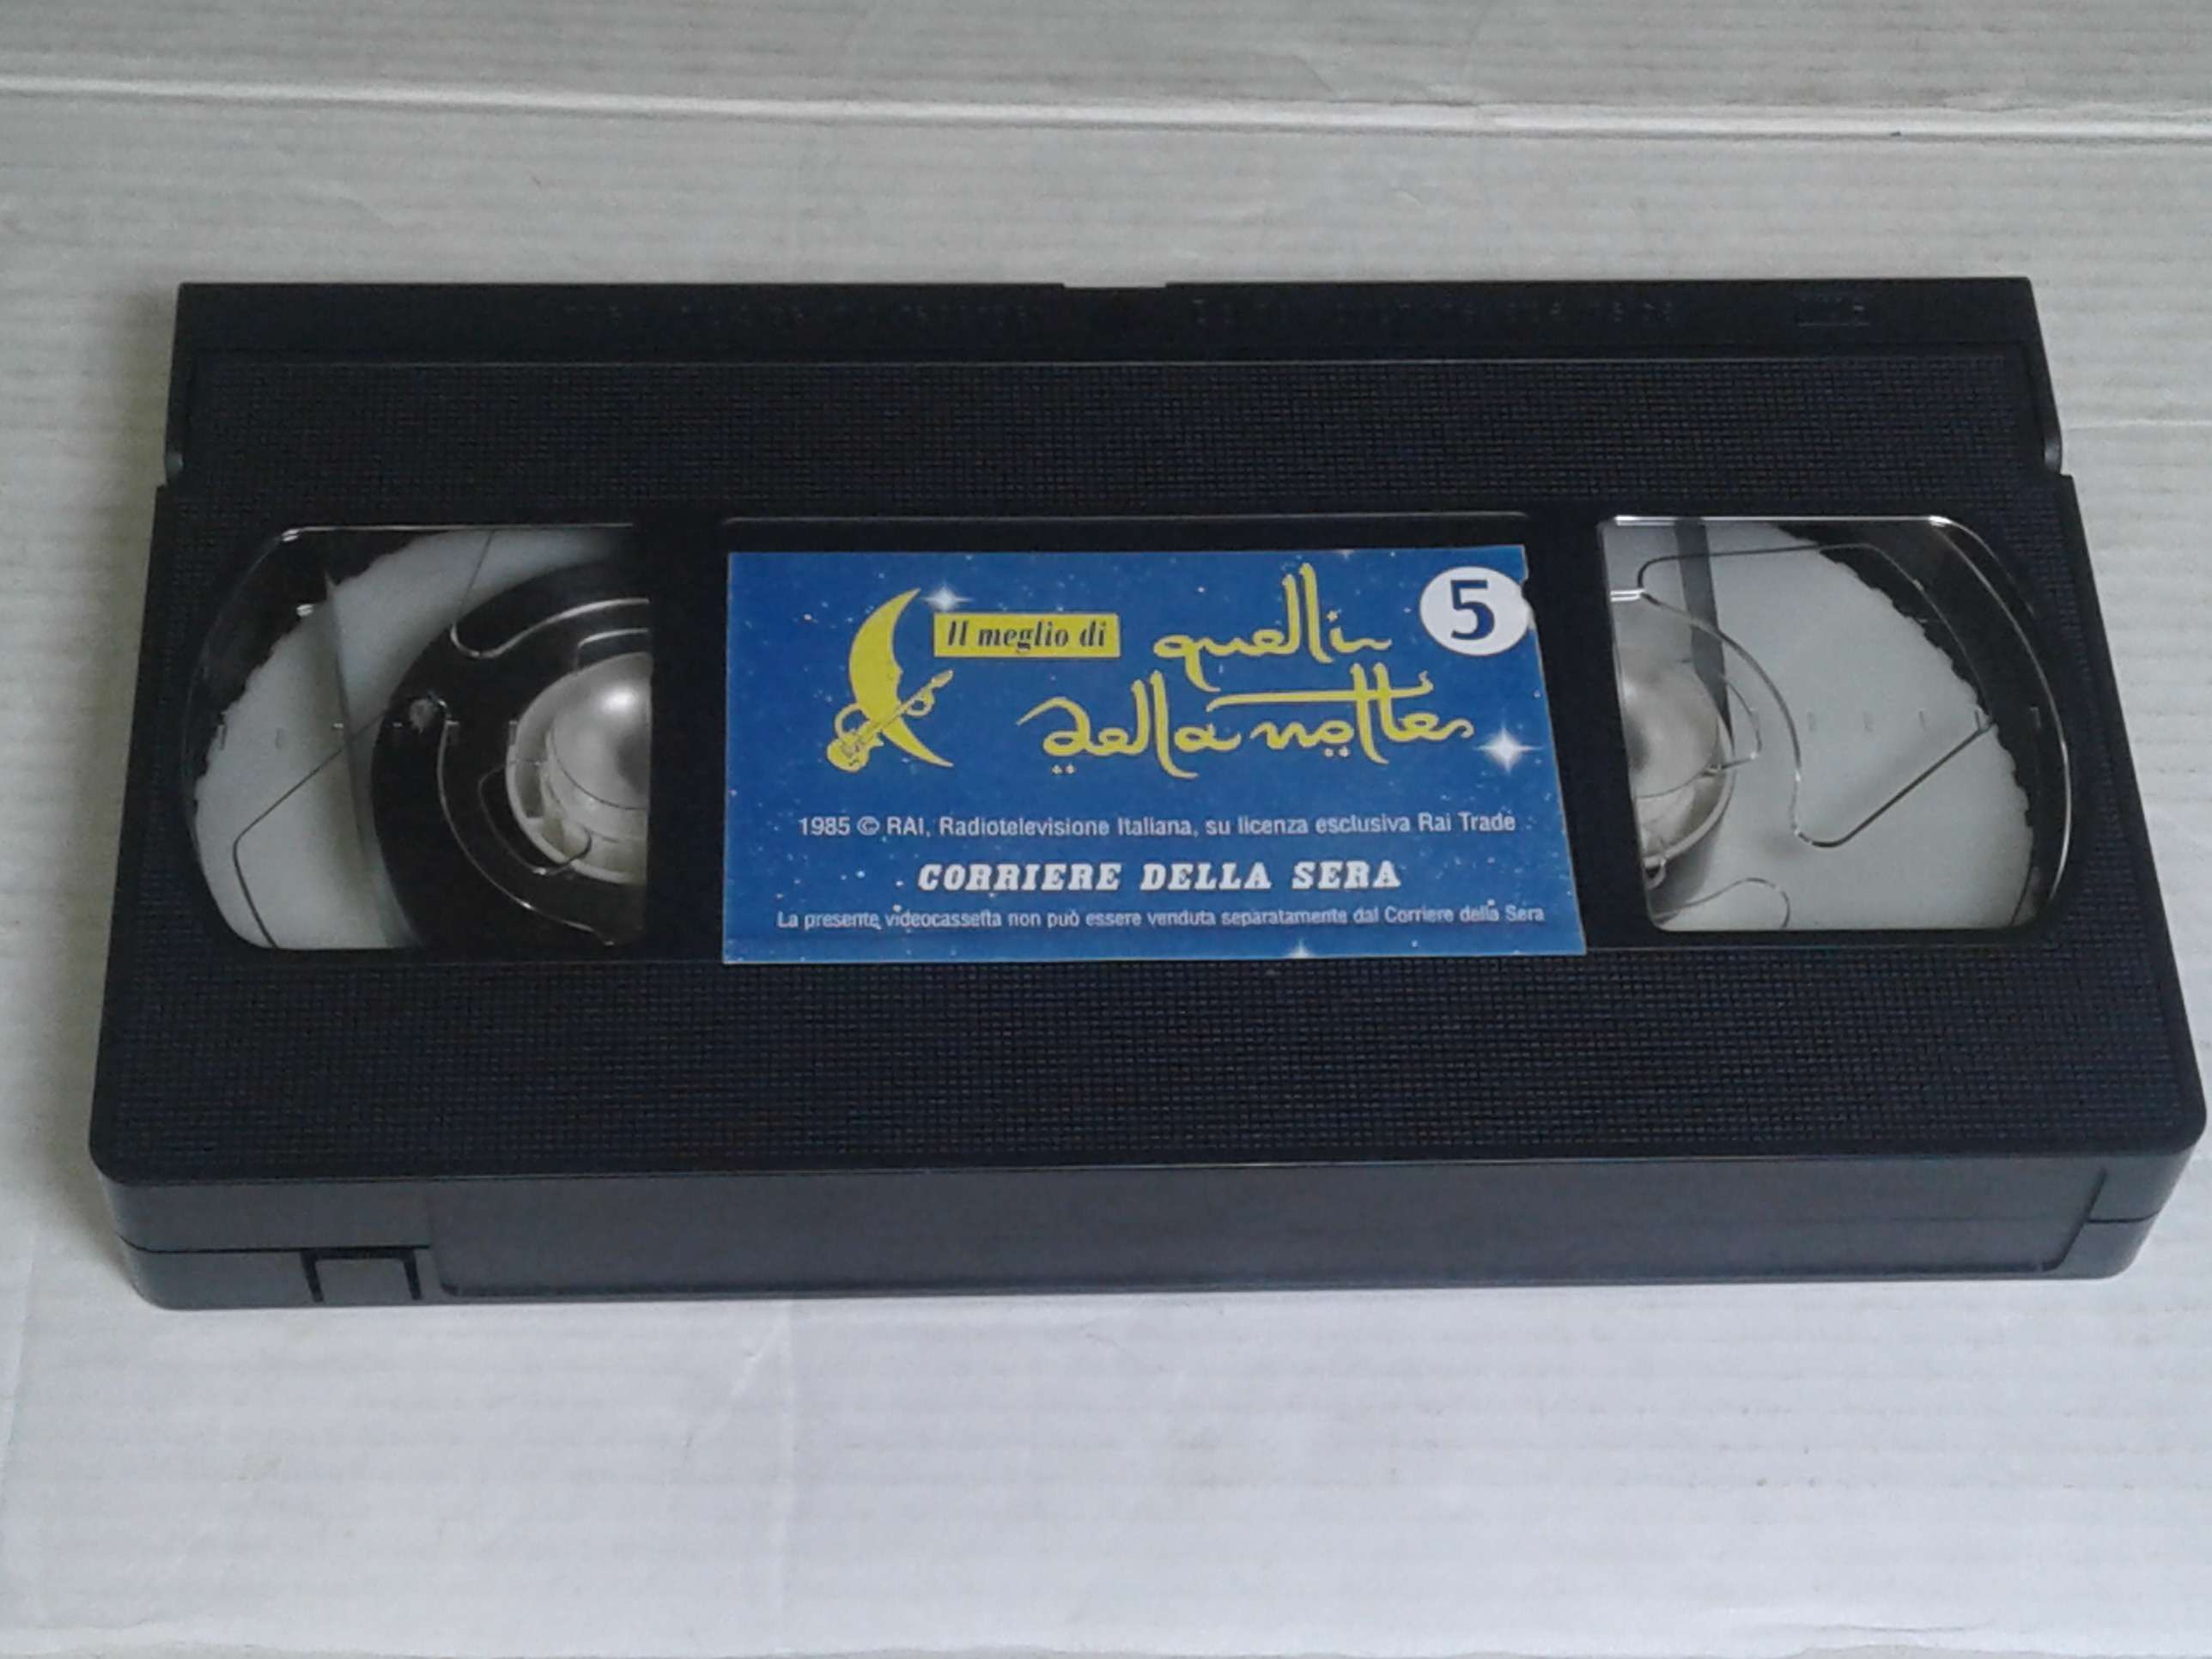 Il meglio di quelli 5
della notte
1985 © RAI, Radiotelevisione Italiana, su licenza esclusiva Rai Trade
CORRIERE DELLA SERA
La presente videocassetta non può essere venduta separatamente dal Corriere della Sera